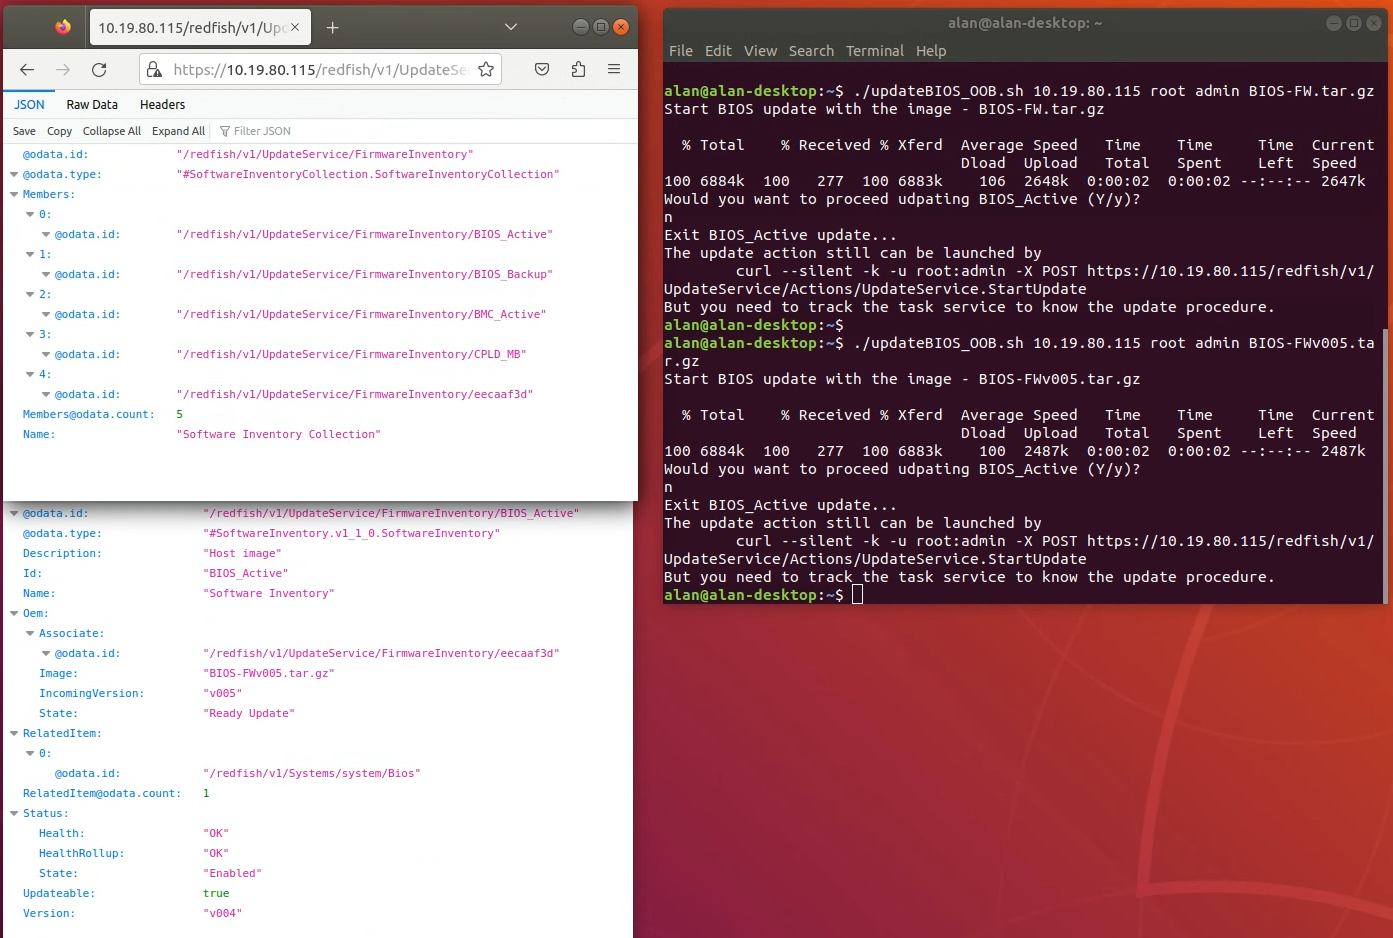 10.19.80.115/redfish/v1/Upd
https://10.19.80.115/redfish/v1/UpdateSe
JSON Raw Data Headers
Save Copy Collapse All Expand All Filter JSON
@odata.id: "/redfish/v1/UpdateService/FirmwareInventory"
@odata.type: "#SoftwareInventoryCollection.SoftwareInventoryCollection"
Members:
0:
@odata.id: "/redfish/v1/UpdateService/FirmwareInventory/BIOS_Active"
1:
@odata.id: "/redfish/v1/UpdateService/FirmwareInventory/BIOS_Backup"
2:
@odata.id: "/redfish/v1/UpdateService/FirmwareInventory/BMC_Active"
3:
@odata.id: "/redfish/v1/UpdateService/FirmwareInventory/CPLD_MB"
4:
@odata.id: "/redfish/v1/UpdateService/FirmwareInventory/eecaaf3d"
Members@odata.count: 5
Name: "Software Inventory Collection"
@odata.id: "/redfish/v1/UpdateService/FirmwareInventory/BIOS_Active"
@odata.type: "#SoftwareInventory.v1_1_0.SoftwareInventory"
Description: "Host image"
Id: "BIOS_Active"
Name: "Software Inventory"
Oem:
Associate:
@odata.id: "/redfish/v1/UpdateService/FirmwareInventory/eecaaf3d"
Image: "BIOS-FWv005.tar.gz"
IncomingVersion: "v005"
State: "Ready Update"
RelatedItem:
0:
@odata.id: "/redfish/v1/Systems/system/Bios"
RelatedItem@odata.count: 1
Status:
Health: "OK"
HealthRollup: "OK"
State: "Enabled"
Updateable: true
Version: "v004"
alan@alan-desktop: ~
File Edit View Search Terminal Help
alan@alan-desktop:~$ ./updateBIOS_OOB.sh 10.19.80.115 root admin BIOS-FW.tar.gz
Start BIOS update with the image - BIOS-FW.tar.gz
% Total % Received % Xferd Average Speed Time Time Time Current
Dload Upload Total Spent Left Speed
100 6884k 100 277 100 6883k 106 2648k 0:00:02 0:00:02 --:--:-- 2647k
Would you want to proceed udpating BIOS_Active (Y/y)?
n
Exit BIOS_Active update...
The update action still can be launched by
curl --silent -k -u root:admin -X POST https://10.19.80.115/redfish/v1/
UpdateService/Actions/UpdateService.StartUpdate
But you need to track the task service to know the update procedure.
alan@alan-desktop:~$
alan@alan-desktop:~$ ./updateBIOS_OOB.sh 10.19.80.115 root admin BIOS-FWv005.ta
r.gz
Start BIOS update with the image - BIOS-FWv005.tar.gz
% Total % Received % Xferd Average Speed Time Time Time Current
Dload Upload Total Spent Left Speed
100 6884k 100 277 100 6883k 100 2487k 0:00:02 0:00:02 --:--:-- 2487k
Would you want to proceed udpating BIOS_Active (Y/y)?
n
Exit BIOS_Active update...
The update action still can be launched by
curl --silent -k -u root:admin -X POST https://10.19.80.115/redfish/v1/
UpdateService/Actions/UpdateService.StartUpdate
But you need to track the task service to know the update procedure.
alan@alan-desktop:~$